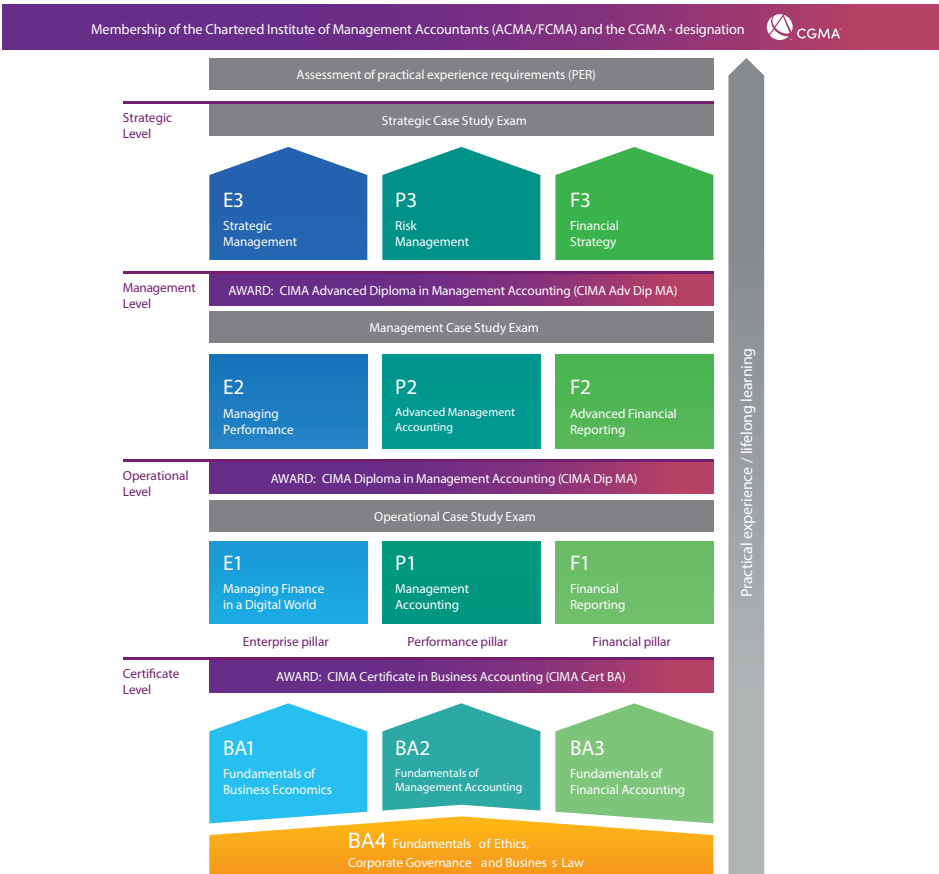 Membership of the Chartered Institute of Management Accountants (ACMA/FCMA) and the CGMA • designation
CGMA
Assessment of practical experience requirements (PER)
Strategic
Level
Strategic Case Study Exam
E3
Strategic
Management
P3
Risk
Management
F3
Financial
Strategy
Management
Level
AWARD: CIMA Advanced Diploma in Management Accounting (CIMA Adv Dip MA)
Management Case Study Exam
E2
Managing
Performance
P2
Advanced Management
Accounting
F2
Advanced Financial
Reporting
Operational
Level
AWARD: CIMA Diploma in Management Accounting (CIMA Dip MA)
Operational Case Study Exam
E1
Managing Finance
in a Digital World
P1
Management
Accounting
F1
Financial
Reporting
Enterprise pillar
Performance pillar
Financial pillar
Certificate
Level
AWARD: CIMA Certificate in Business Accounting (CIMA Cert BA)
BA1
Fundamentals of
Business Economics
BA2
Fundamentals of
Management Accounting
BA3
Fundamentals of
Financial Accounting
BA4 Fundamentals of Ethics,
Corporate Governance and Busines s Law
Practical experience / lifelong learning